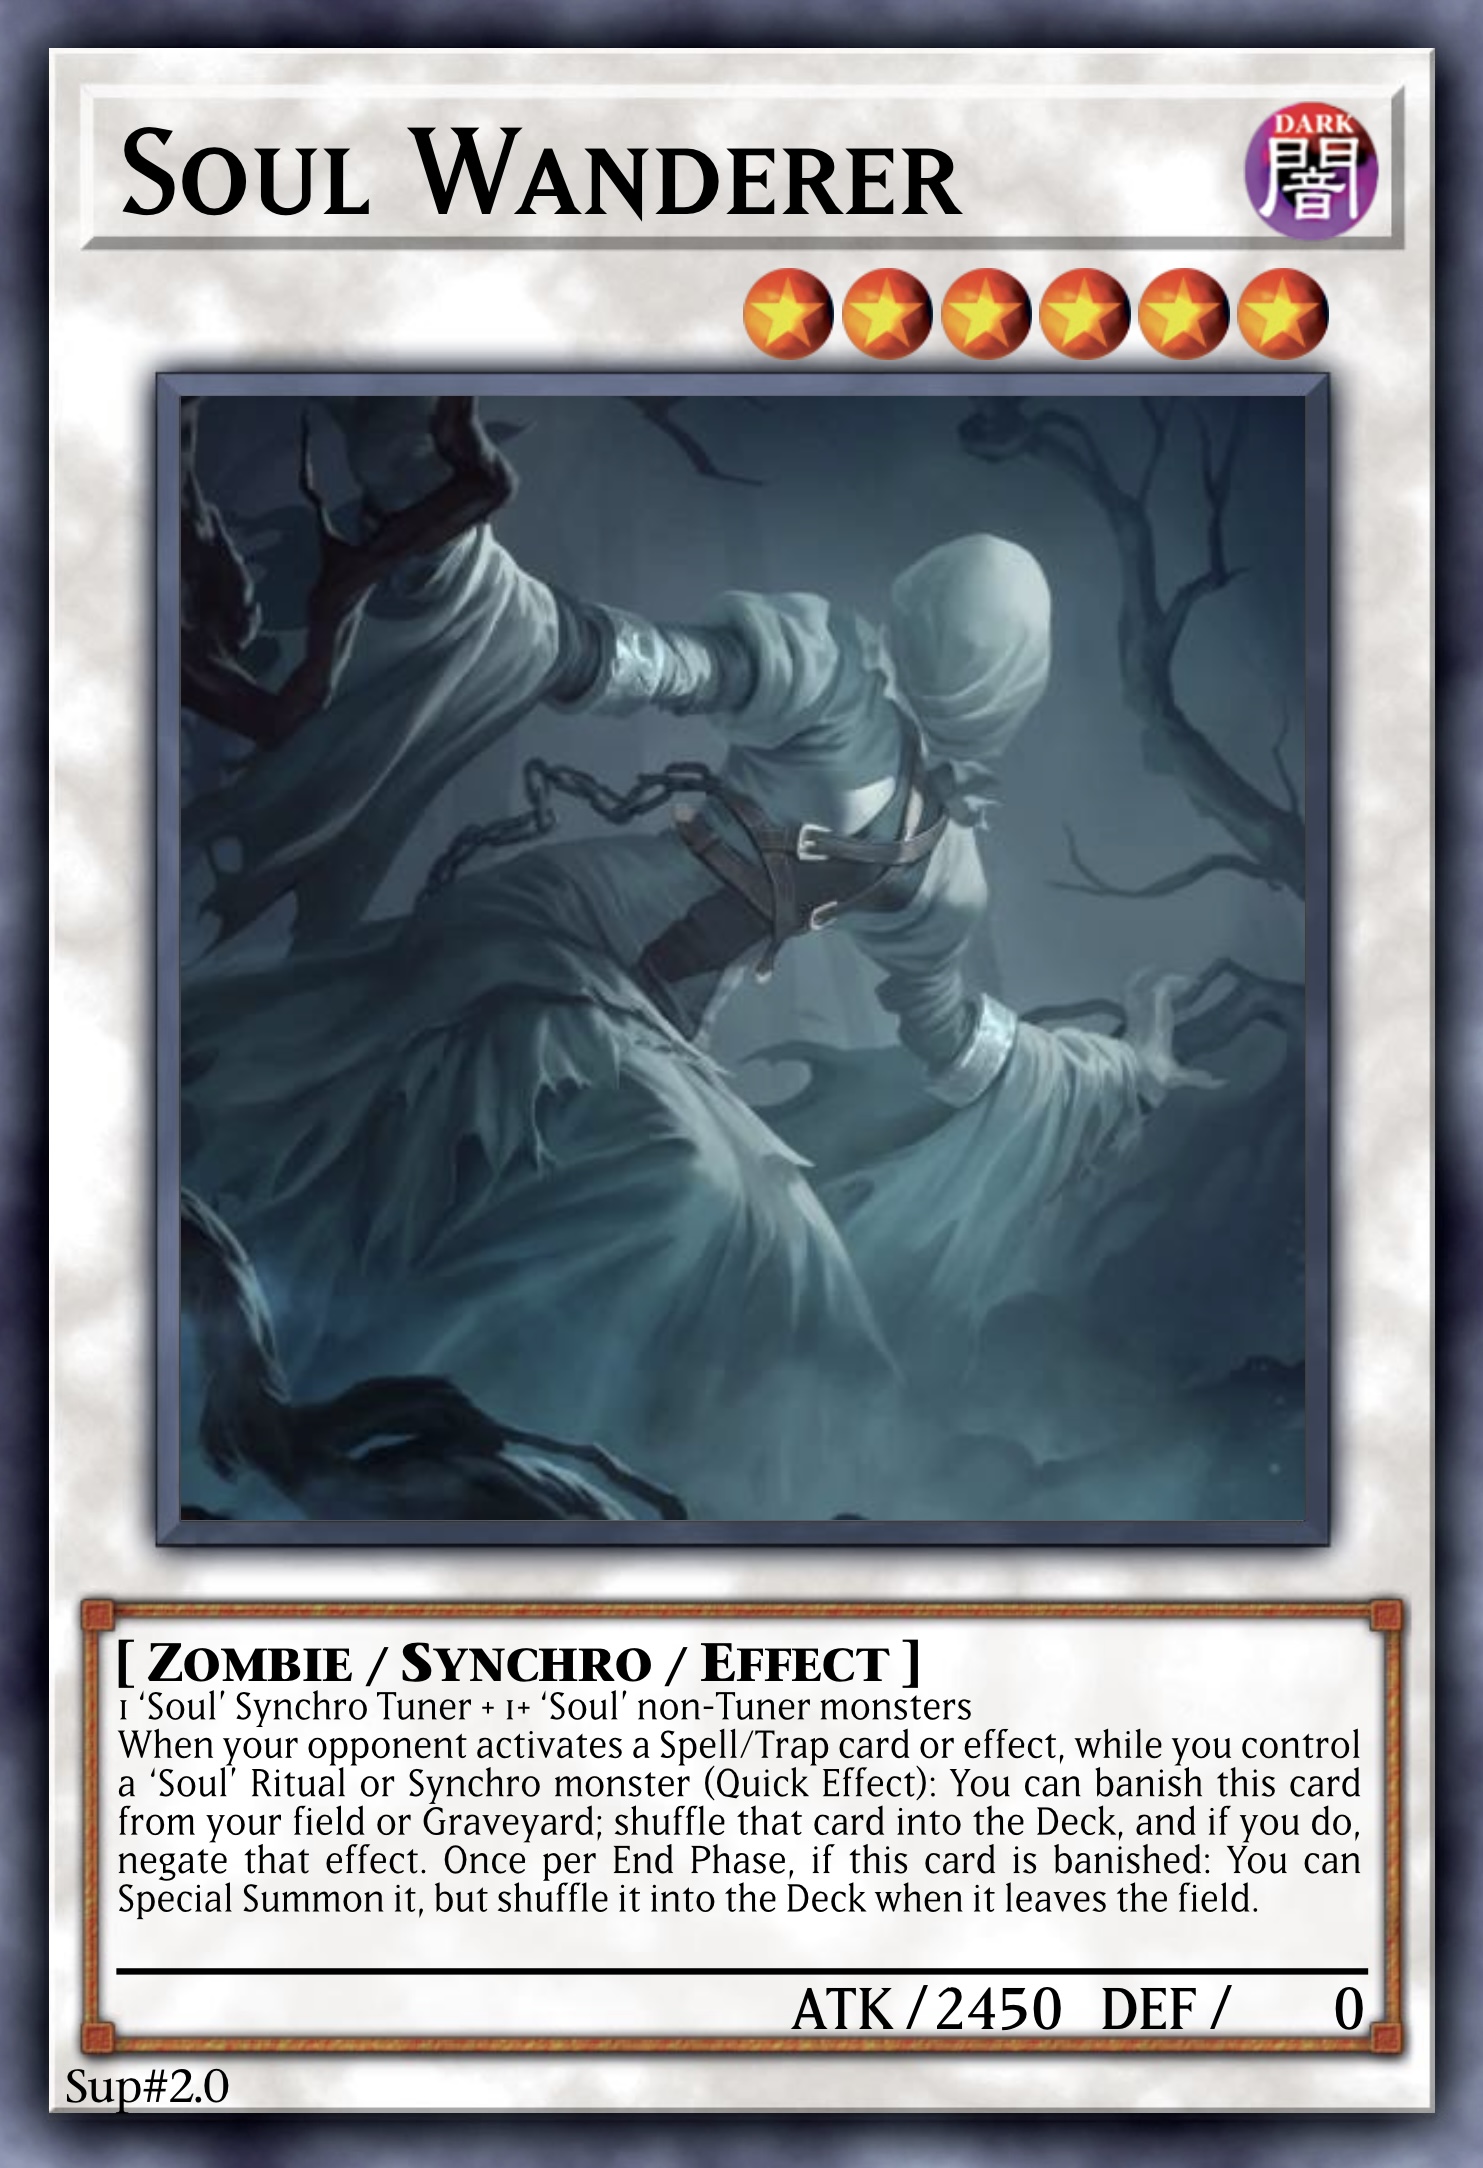 Soul Wanderer
DARK
闇
[ Zombie / Synchro / Effect ]
1 ‘Soul’ Synchro Tuner + 1+ ‘Soul’ non-Tuner monsters
When your opponent activates a Spell/Trap card or effect, while you control
a ‘Soul’ Ritual or Synchro monster (Quick Effect): You can banish this card
from your field or Graveyard; shuffle that card into the Deck, and if you do,
negate that effect. Once per End Phase, if this card is banished: You can
Special Summon it, but shuffle it into the Deck when it leaves the field.
ATK / 2450 DEF / 0
Sup#2.0